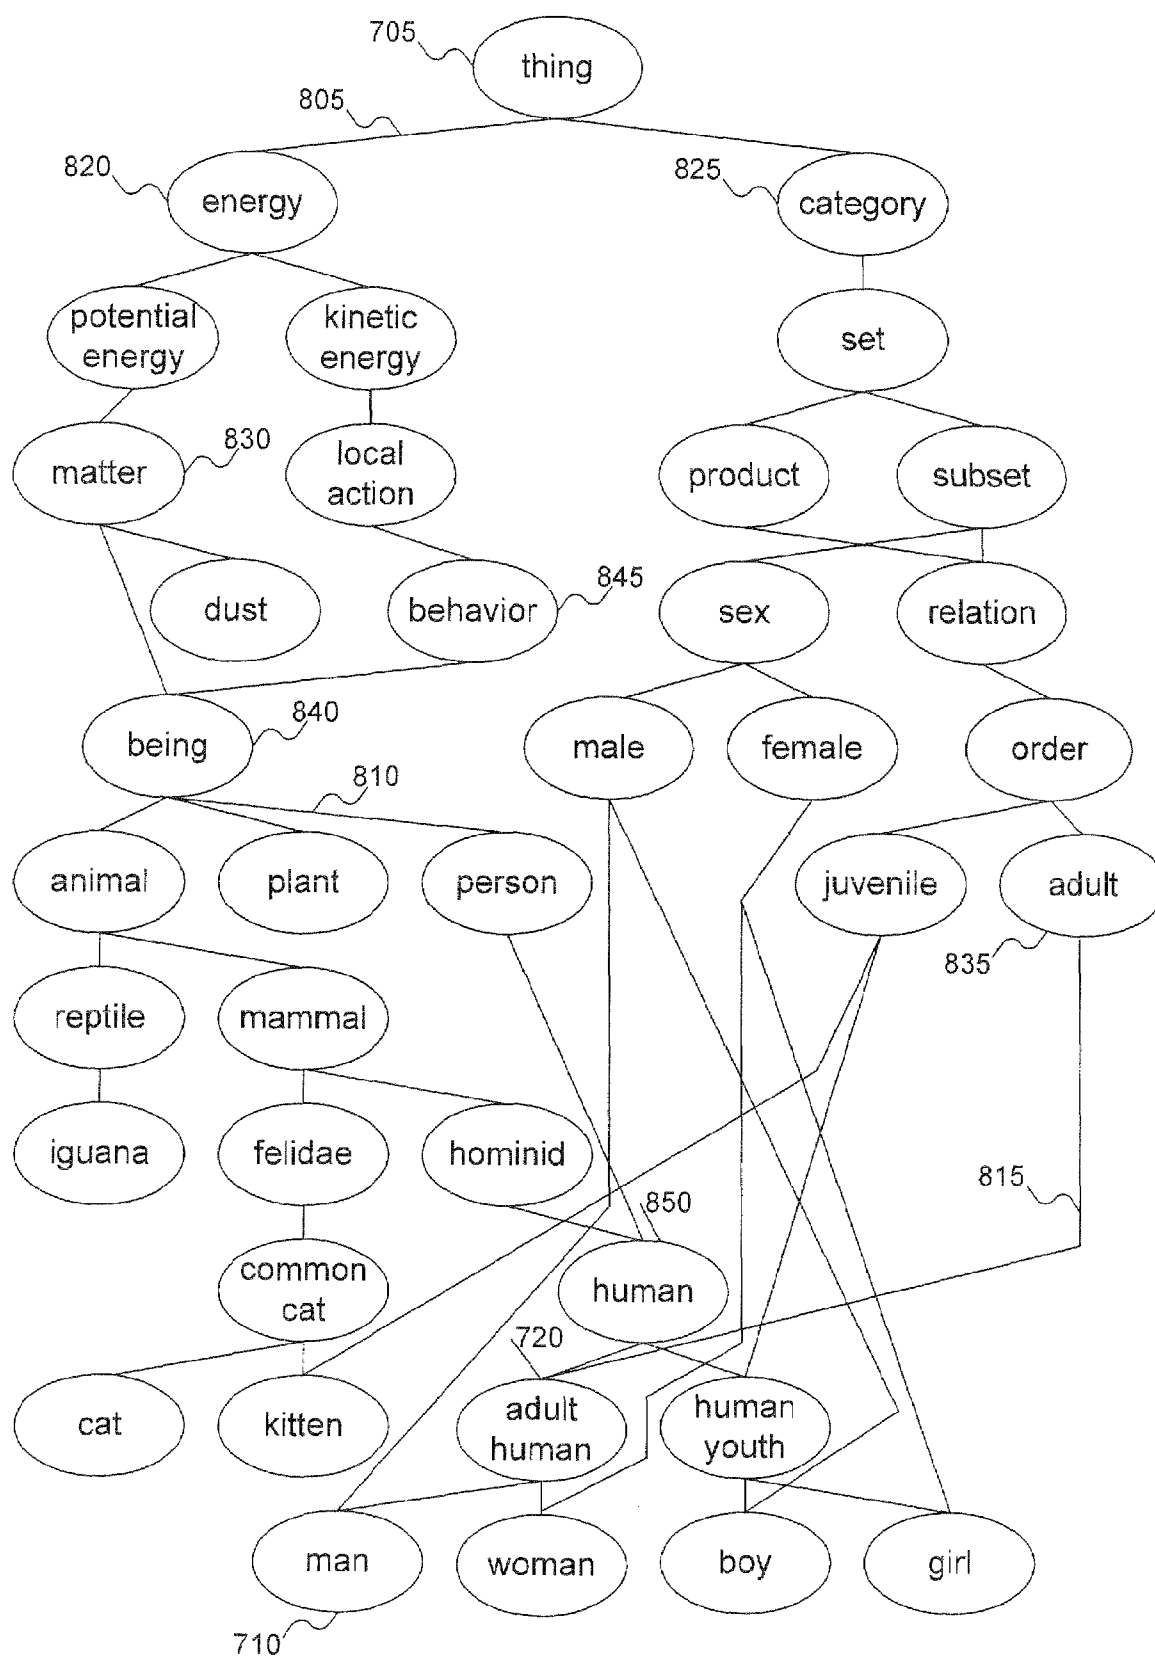 705
thing
805
820
825
energy
category
potential
energy
kinetic
energy
set
matter
830
local
action
product
subset
dust
behavior
845
sex
relation
being
840
male
female
order
810
animal
plant
person
juvenile
adult
835
reptile
mammal
iguana
felidae
hominid
815
850
common
cat
human
720
cat
kitten
adult
human
human
youth
man
woman
boy
girl
710